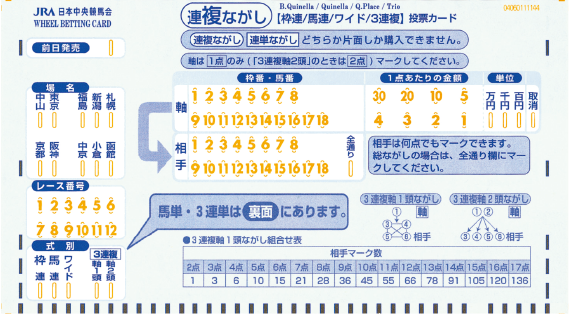 JRA 日本中央競馬会
WHEEL BETTING CARD
前日発売
連複ながし
B.Quinella / Quinella / Q.Place / Trio
【枠連/馬連/ワイド/3連複】投票カード
04060111144
連複ながし 連単ながし どちらか片面しか購入できません。
軸は 1点 のみ(「3連複軸2頭」のときは 2点 )マークしてください。
場名
中山 東京 福島 新潟 札幌
京都 阪神 中京 小倉 函館
レース番号
1 2 3 4 5 6
7 8 9 10 11 12
式別
枠連 馬連 ワイド 3連複 軸1頭 軸2頭
枠番・馬番
軸
1 2 3 4 5 6 7 8
9 10 11 12 13 14 15 16 17 18
相手
1 2 3 4 5 6 7 8
9 10 11 12 13 14 15 16 17 18
全通り
1点あたりの金額
30 20 10 5
4 3 2 1
単位
万円 千円 百円 取消
相手は何点でもマークできます。
総ながしの場合は、全通り欄にマー
クしてください。
馬単・3連単は 裏面 にあります。
3連複軸1頭ながし
① 軸
③ ④ ⑤ ⑥ 相手
3連複軸2頭ながし
① ② 軸
③ ④ ⑤ ⑥ 相手
●3連複軸1頭ながし組合せ表
相手マーク数
2点 3点 4点 5点 6点 7点 8点 9点 10点 11点 12点 13点 14点 15点 16点 17点
1 3 6 10 15 21 28 36 45 55 66 78 91 105 120 136